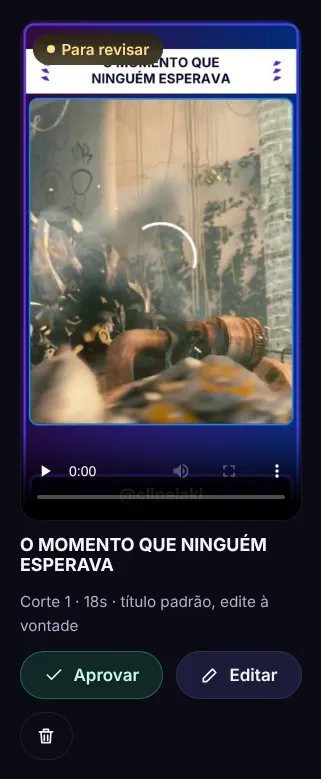 Para revisar
O MOMENTO QUE
NINGUÉM ESPERAVA
0:00
@clipaiaki
O MOMENTO QUE NINGUÉM
ESPERAVA
Corte 1 · 18s · título padrão, edite à
vontade
Aprovar
Editar